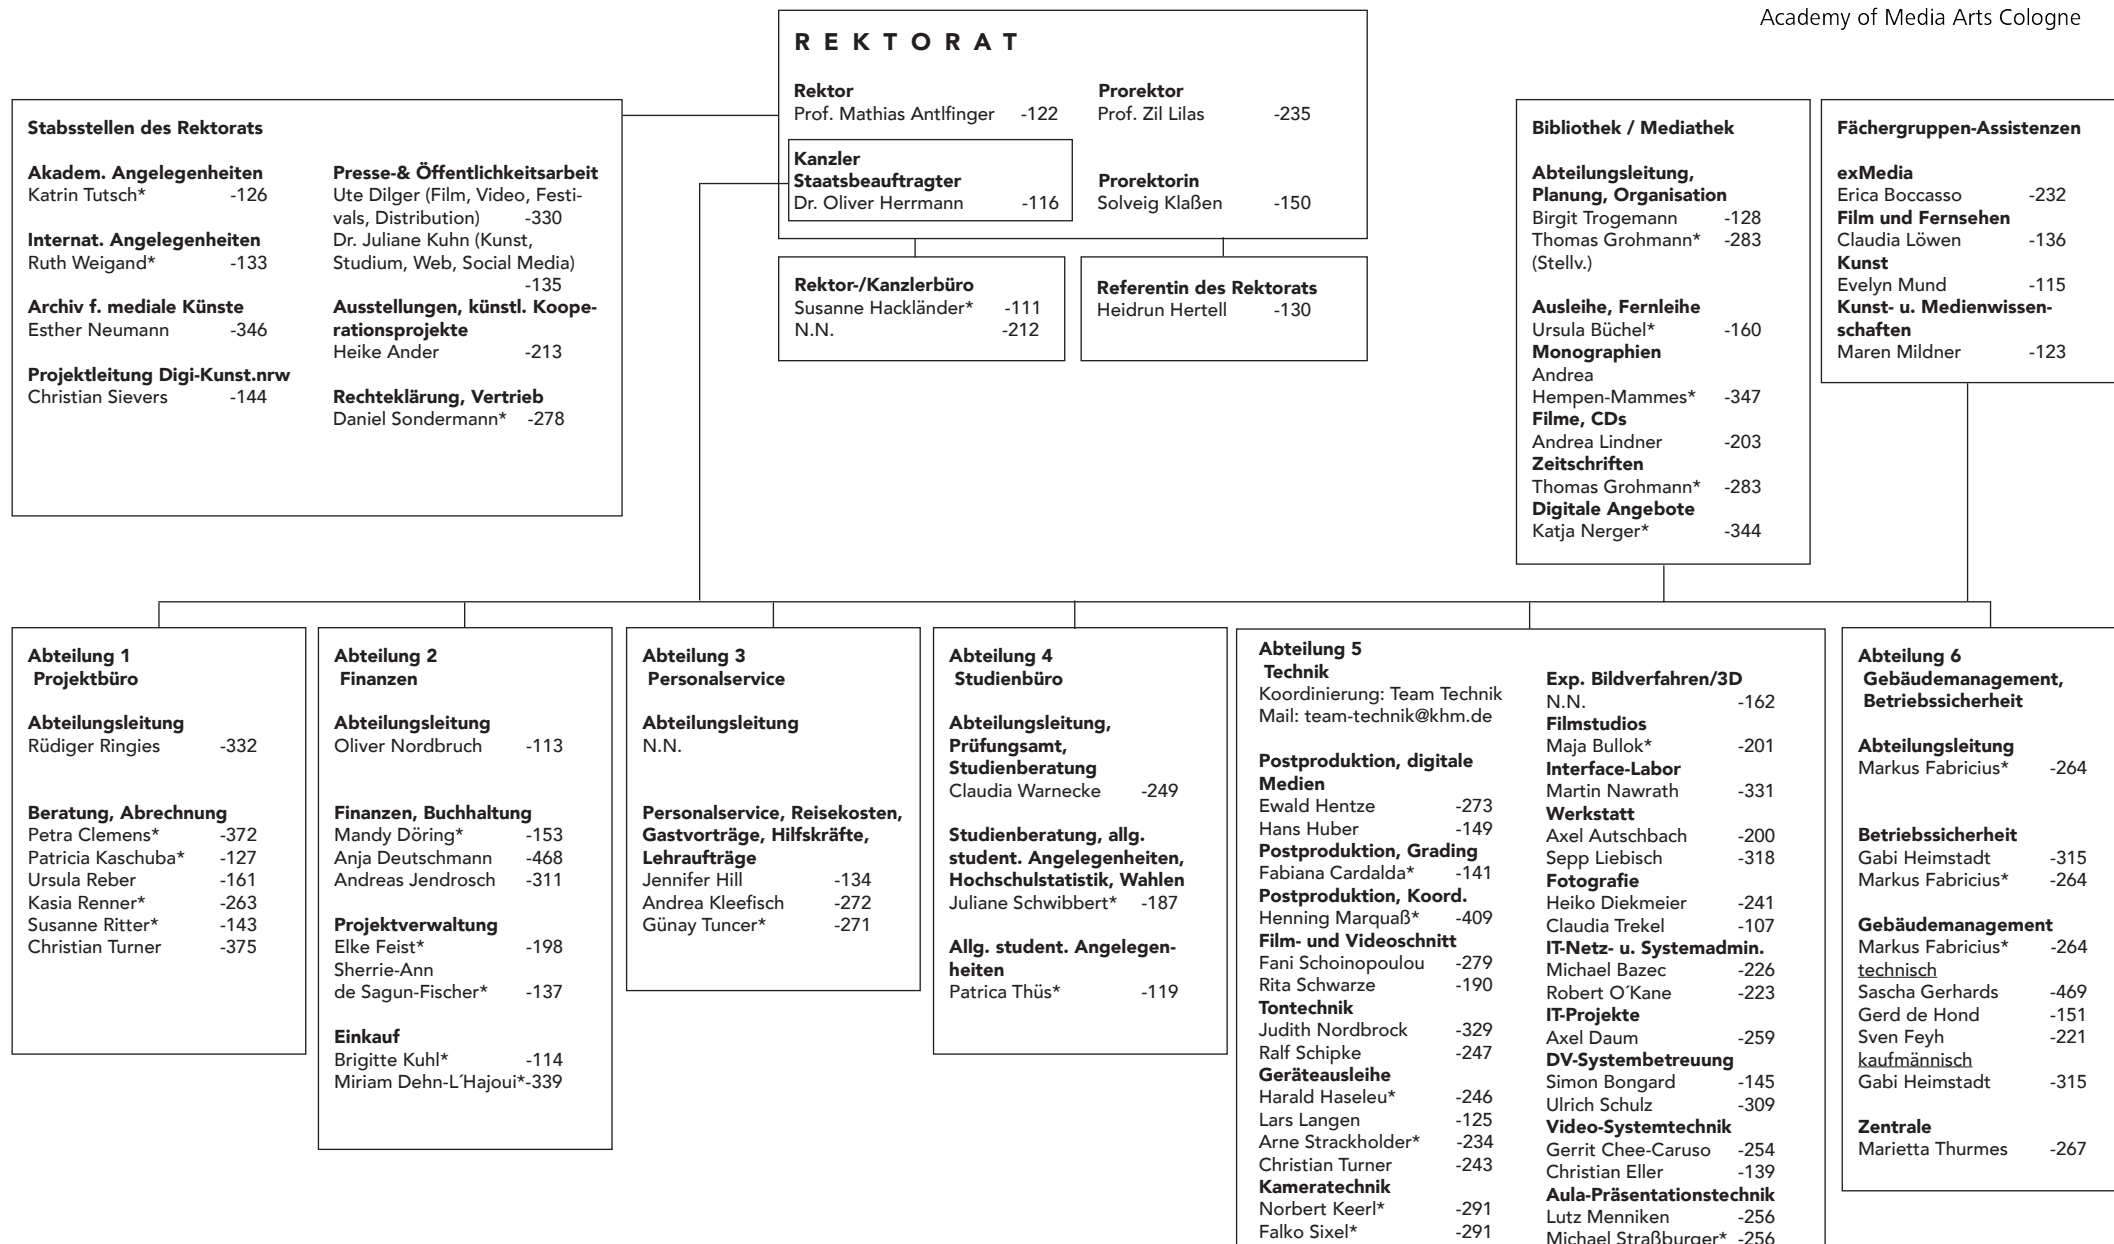 Academy of Media Arts Cologne
REKTORAT
Rektor
Prof. Mathias Antlfinger -122
Prorektor
Prof. Zil Lilas -235
Kanzler
Staatsbeauftragter
Dr. Oliver Herrmann -116
Prorektorin
Solveig Klaßen -150
Rektor-/Kanzlerbüro
Susanne Hackländer* -111
N.N. -212
Referentin des Rektorats
Heidrun Hertell -130
Stabsstellen des Rektorats
Akadem. Angelegenheiten
Katrin Tutsch* -126
Internat. Angelegenheiten
Ruth Weigand* -133
Archiv f. mediale Künste
Esther Neumann -346
Projektleitung Digi-Kunst.nrw
Christian Sievers -144
Presse-& Öffentlichkeitsarbeit
Ute Dilger (Film, Video, Festi-
vals, Distribution) -330
Dr. Juliane Kuhn (Kunst,
Studium, Web, Social Media)
-135
Ausstellungen, künstl. Koope-
rationsprojekte
Heike Ander -213
Rechteklärung, Vertrieb
Daniel Sondermann* -278
Bibliothek / Mediathek
Abteilungsleitung,
Planung, Organisation
Birgit Trogemann -128
Thomas Grohmann* -283
(Stellv.)
Ausleihe, Fernleihe
Ursula Büchel* -160
Monographien
Andrea
Hempen-Mammes* -347
Filme, CDs
Andrea Lindner -203
Zeitschriften
Thomas Grohmann* -283
Digitale Angebote
Katja Nerger* -344
Fächergruppen-Assistenzen
exMedia
Erica Boccasso -232
Film und Fernsehen
Claudia Löwen -136
Kunst
Evelyn Mund -115
Kunst- u. Medienwissen-
schaften
Maren Mildner -123
Abteilung 1
Projektbüro
Abteilungsleitung
Rüdiger Ringies -332
Beratung, Abrechnung
Petra Clemens* -372
Patricia Kaschuba* -127
Ursula Reber -161
Kasia Renner* -263
Susanne Ritter* -143
Christian Turner -375
Abteilung 2
Finanzen
Abteilungsleitung
Oliver Nordbruch -113
Finanzen, Buchhaltung
Mandy Döring* -153
Anja Deutschmann -468
Andreas Jendrosch -311
Projektverwaltung
Elke Feist* -198
Sherrie-Ann
de Sagun-Fischer* -137
Einkauf
Brigitte Kuhl* -114
Miriam Dehn-L´Hajoui*-339
Abteilung 3
Personalservice
Abteilungsleitung
N.N.
Personalservice, Reisekosten,
Gastvorträge, Hilfskräfte,
Lehraufträge
Jennifer Hill -134
Andrea Kleefisch -272
Günay Tuncer* -271
Abteilung 4
Studienbüro
Abteilungsleitung,
Prüfungsamt,
Studienberatung
Claudia Warnecke -249
Studienberatung, allg.
student. Angelegenheiten,
Hochschulstatistik, Wahlen
Juliane Schwibbert* -187
Allg. student. Angelegen-
heiten
Patrica Thüs* -119
Abteilung 5
Technik
Koordinierung: Team Technik
Mail: team-technik@khm.de
Postproduktion, digitale
Medien
Ewald Hentze -273
Hans Huber -149
Postproduktion, Grading
Fabiana Cardalda* -141
Postproduktion, Koord.
Henning Marquaß* -409
Film- und Videoschnitt
Fani Schoinopoulou -279
Rita Schwarze -190
Tontechnik
Judith Nordbrock -329
Ralf Schipke -247
Geräteausleihe
Harald Haseleu* -246
Lars Langen -125
Arne Strackholder* -234
Christian Turner -243
Kameratechnik
Norbert Keerl* -291
Falko Sixel* -291
Exp. Bildverfahren/3D
N.N. -162
Filmstudios
Maja Bullok* -201
Interface-Labor
Martin Nawrath -331
Werkstatt
Axel Autschbach -200
Sepp Liebisch -318
Fotografie
Heiko Diekmeier -241
Claudia Trekel -107
IT-Netz- u. Systemadmin.
Michael Bazec -226
Robert O´Kane -223
IT-Projekte
Axel Daum -259
DV-Systembetreuung
Simon Bongard -145
Ulrich Schulz -309
Video-Systemtechnik
Gerrit Chee-Caruso -254
Christian Eller -139
Aula-Präsentationstechnik
Lutz Menniken -256
Michael Straßburger* -256
Abteilung 6
Gebäudemanagement,
Betriebssicherheit
Abteilungsleitung
Markus Fabricius* -264
Betriebssicherheit
Gabi Heimstadt -315
Markus Fabricius* -264
Gebäudemanagement
Markus Fabricius* -264
technisch
Sascha Gerhards -469
Gerd de Hond -151
Sven Feyh -221
kaufmännisch
Gabi Heimstadt -315
Zentrale
Marietta Thurmes -267